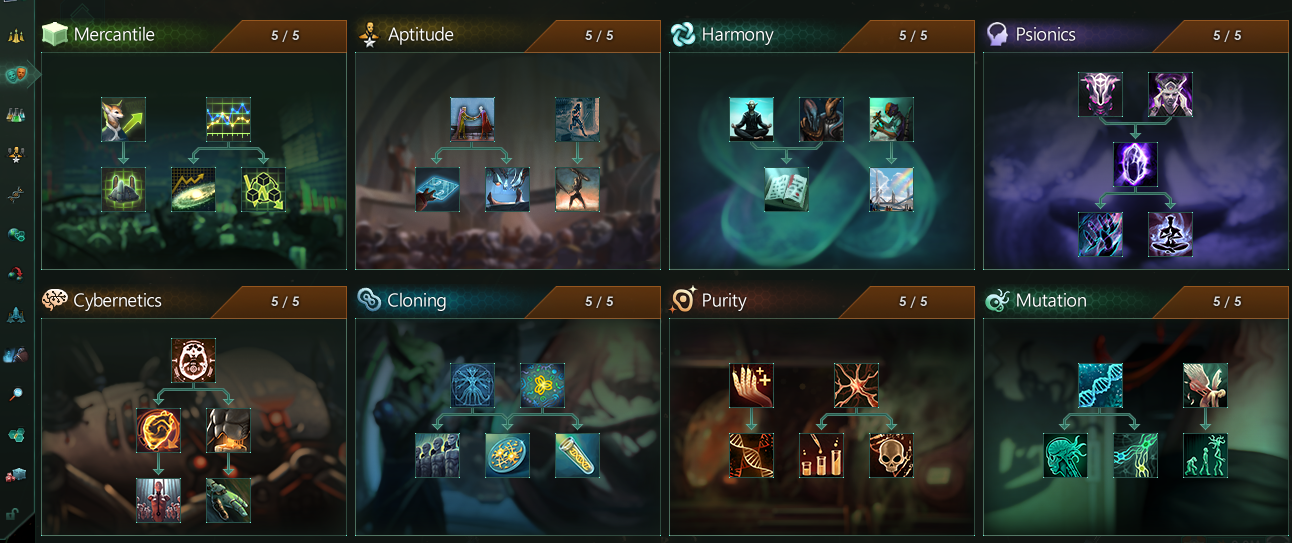 Mercantile 5 / 5
Aptitude 5 / 5
Harmony 5 / 5
Psionics 5 / 5
Cybernetics 5 / 5
Cloning 5 / 5
Purity 5 / 5
Mutation 5 / 5